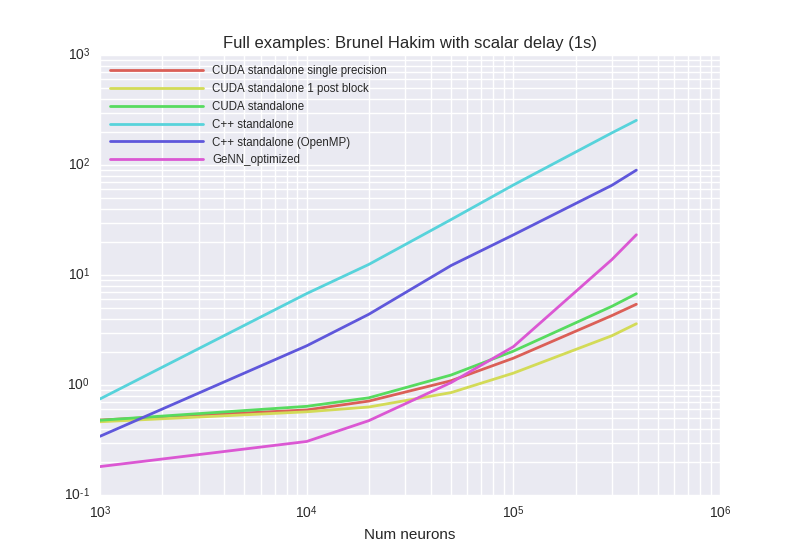 Full examples: Brunel Hakim with scalar delay (1s)
10³
CUDA standalone single precision
CUDA standalone 1 post block
CUDA standalone
C++ standalone
C++ standalone (OpenMP)
GeNN_optimized
10²
10¹
10⁰
10⁻¹
10³ 10⁴ 10⁵ 10⁶
Num neurons